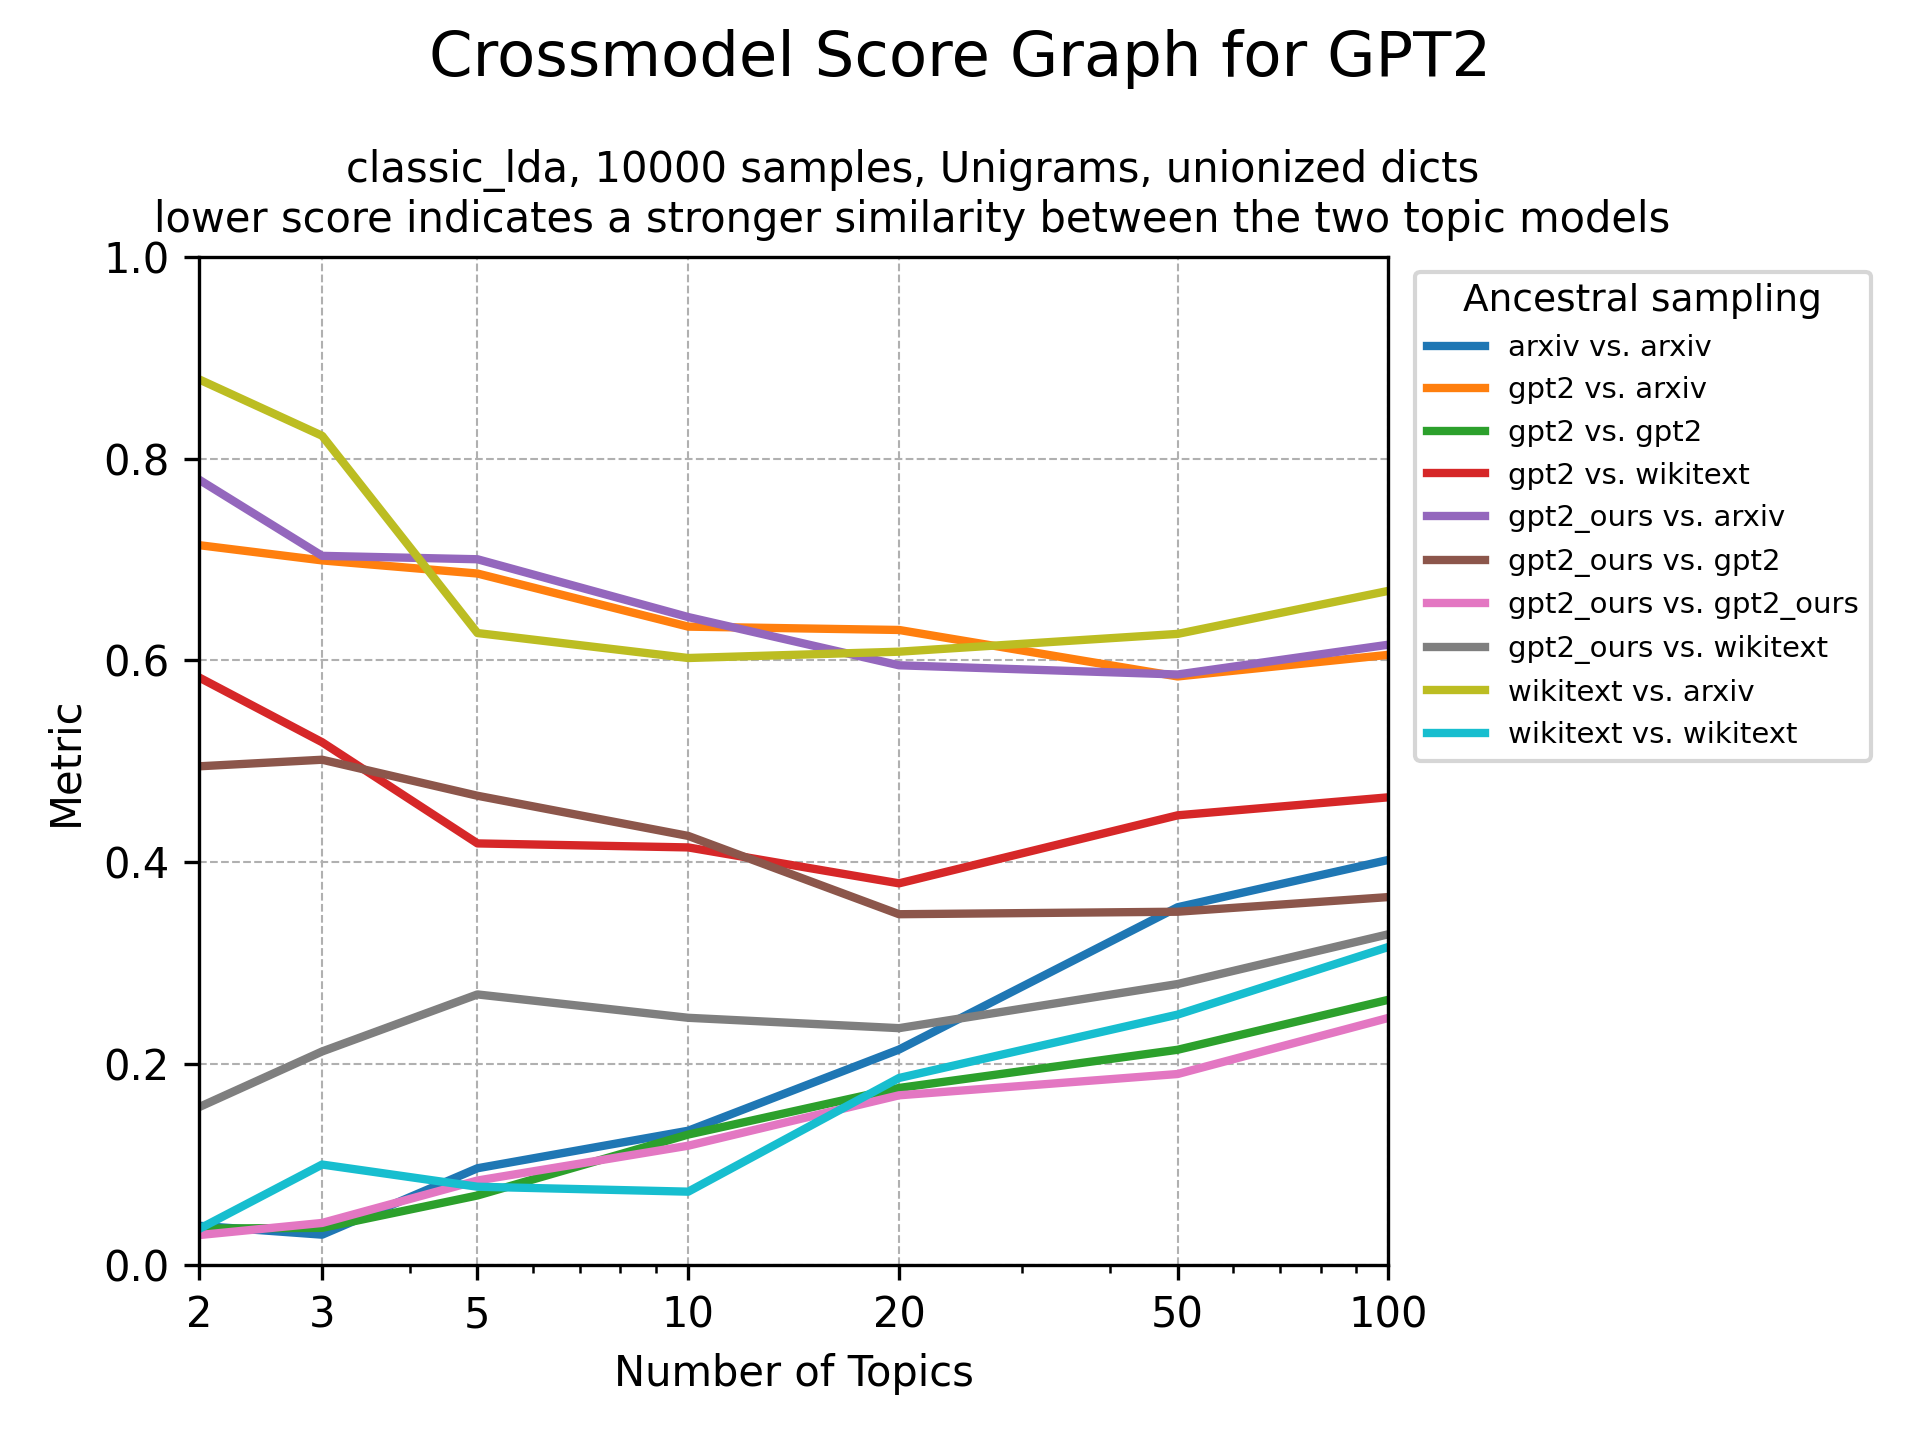 Crossmodel Score Graph for GPT2
classic_lda, 10000 samples, Unigrams, unionized dicts
lower score indicates a stronger similarity between the two topic models
1.0
0.8
0.6
0.4
0.2
0.0
Metric
2 3 5 10 20 50 100
Number of Topics
Ancestral sampling
arxiv vs. arxiv
gpt2 vs. arxiv
gpt2 vs. gpt2
gpt2 vs. wikitext
gpt2_ours vs. arxiv
gpt2_ours vs. gpt2
gpt2_ours vs. gpt2_ours
gpt2_ours vs. wikitext
wikitext vs. arxiv
wikitext vs. wikitext